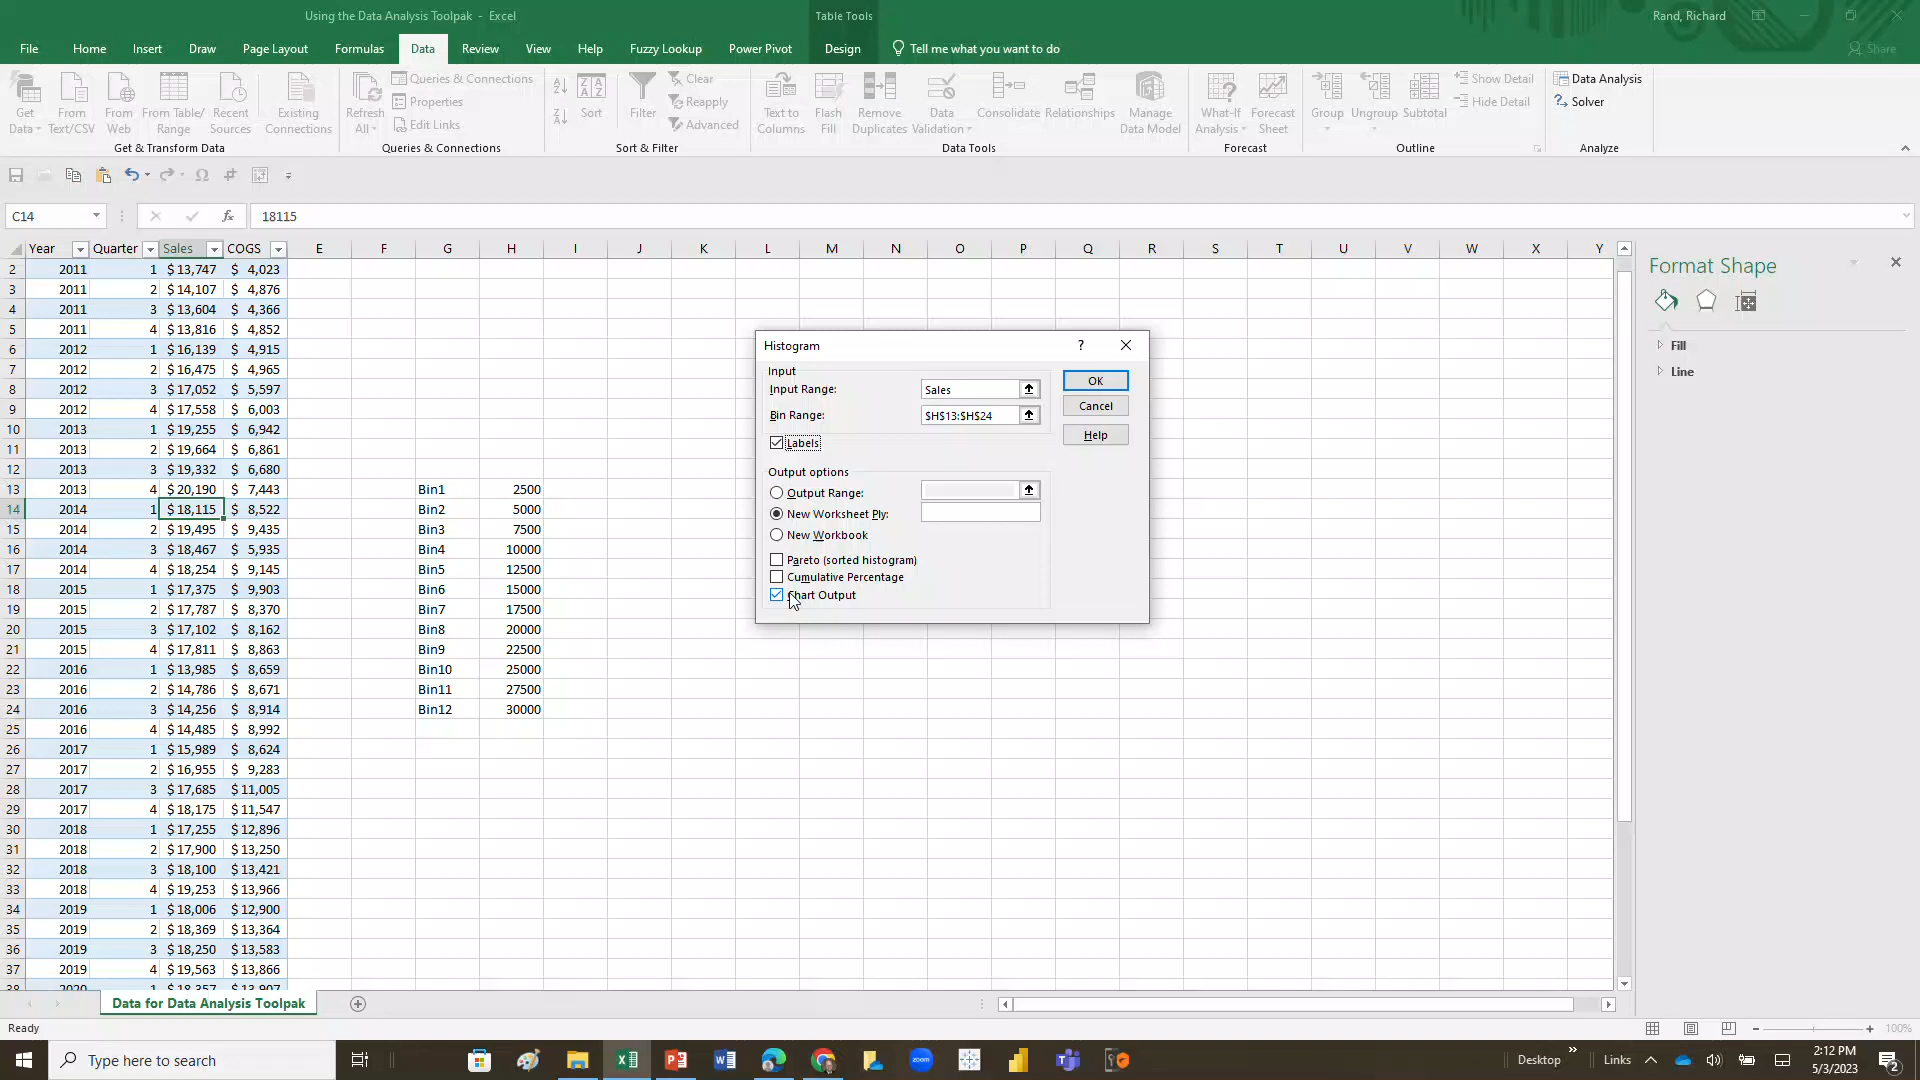 Using the Data Analysis Toolpak - Excel
Table Tools
Rand, Richard
File Home Insert Draw Page Layout Formulas Data Review View Help Fuzzy Lookup Power Pivot Design Tell me what you want to do Share
Get Data From Text/CSV From Web From Table/ Range Recent Sources Existing Connections
Get & Transform Data
Refresh All Queries & Connections Properties Edit Links
Queries & Connections
Sort Filter Clear Reapply Advanced
Sort & Filter
Text to Columns Flash Fill Remove Duplicates Data Validation Consolidate Relationships Manage Data Model
Data Tools
What-If Analysis Forecast Sheet
Forecast
Group Ungroup Subtotal Show Detail Hide Detail
Outline
Data Analysis Solver
Analyze
C14 fx 18115
Year Quarter Sales COGS E F G H I J K L M N O P Q R S T U V W X Y
2 2011 1 $ 13,747 $ 4,023
3 2011 2 $ 14,107 $ 4,876
4 2011 3 $ 13,604 $ 4,366
5 2011 4 $ 13,816 $ 4,852
6 2012 1 $ 16,139 $ 4,915
7 2012 2 $ 16,475 $ 4,965
8 2012 3 $ 17,052 $ 5,597
9 2012 4 $ 17,558 $ 6,003
10 2013 1 $ 19,255 $ 6,942
11 2013 2 $ 19,664 $ 6,861
12 2013 3 $ 19,332 $ 6,680
13 2013 4 $ 20,190 $ 7,443 Bin1 2500
14 2014 1 $ 18,115 $ 8,522 Bin2 5000
15 2014 2 $ 19,495 $ 9,435 Bin3 7500
16 2014 3 $ 18,467 $ 5,935 Bin4 10000
17 2014 4 $ 18,254 $ 9,145 Bin5 12500
18 2015 1 $ 17,375 $ 9,903 Bin6 15000
19 2015 2 $ 17,787 $ 8,370 Bin7 17500
20 2015 3 $ 17,102 $ 8,162 Bin8 20000
21 2015 4 $ 17,811 $ 8,863 Bin9 22500
22 2016 1 $ 13,985 $ 8,659 Bin10 25000
23 2016 2 $ 14,786 $ 8,671 Bin11 27500
24 2016 3 $ 14,256 $ 8,914 Bin12 30000
25 2016 4 $ 14,485 $ 8,992
26 2017 1 $ 15,989 $ 8,624
27 2017 2 $ 16,955 $ 9,283
28 2017 3 $ 17,685 $ 11,005
29 2017 4 $ 18,175 $ 11,547
30 2018 1 $ 17,255 $ 12,896
31 2018 2 $ 17,900 $ 13,250
32 2018 3 $ 18,100 $ 13,421
33 2018 4 $ 19,253 $ 13,966
34 2019 1 $ 18,006 $ 12,900
35 2019 2 $ 18,369 $ 13,364
36 2019 3 $ 18,250 $ 13,583
37 2019 4 $ 19,563 $ 13,866
38 2020 1 $ 18,357 $ 13,907
Histogram ?
Input
Input Range: Sales
Bin Range: $H$13:$H$24
Labels
OK
Cancel
Help
Output options
Output Range:
New Worksheet Ply:
New Workbook
Pareto (sorted histogram)
Cumulative Percentage
Chart Output
Format Shape
Fill
Line
Data for Data Analysis Toolpak
Ready
100%
Type here to search
zoom
Desktop
Links
2:12 PM
5/3/2023
2